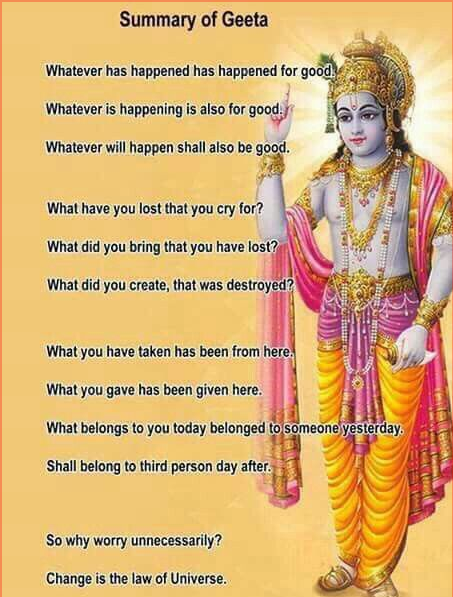 Summary of Geeta
Whatever has happened has happened for good.
Whatever is happening is also for good.
Whatever will happen shall also be good.
What have you lost that you cry for?
What did you bring that you have lost?
What did you create, that was destroyed?
What you have taken has been from here.
What you gave has been given here.
What belongs to you today belonged to someone yesterday.
Shall belong to third person day after.
So why worry unnecessarily?
Change is the law of Universe.